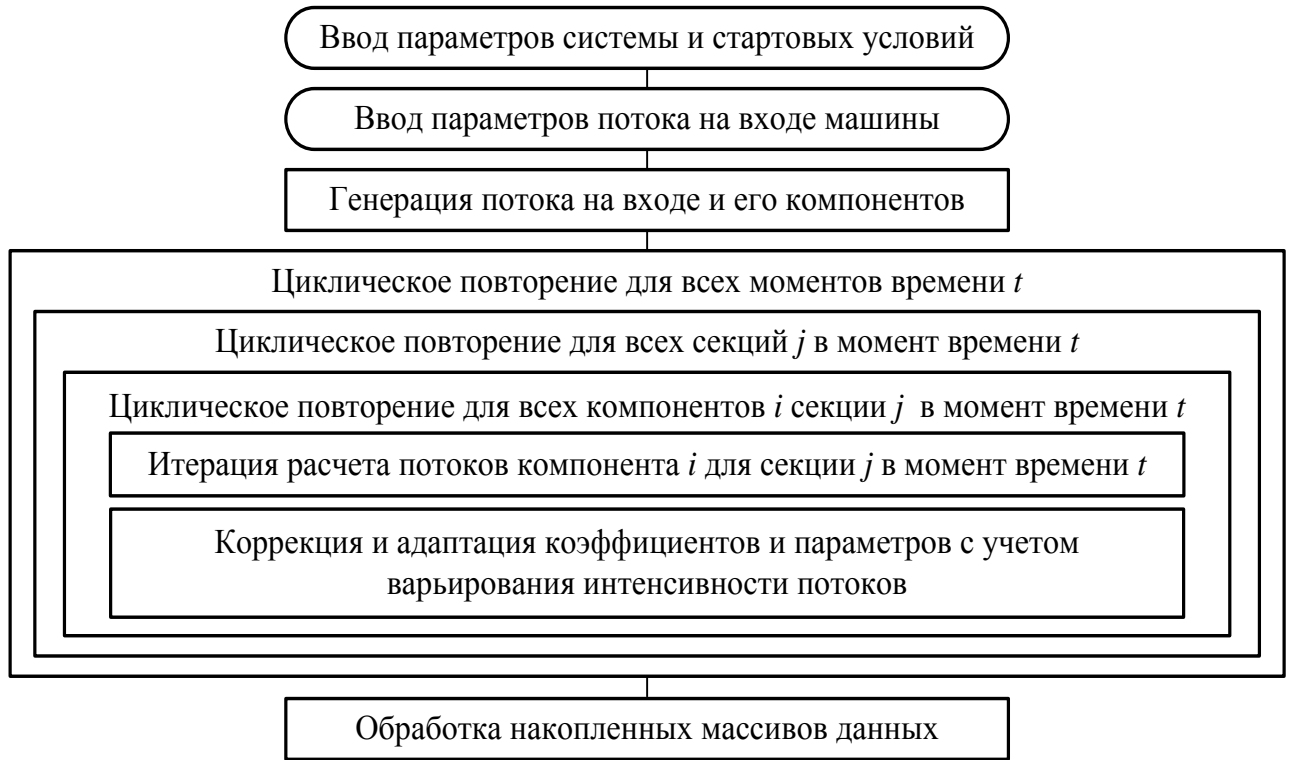 Ввод параметров системы и стартовых условий
Ввод параметров потока на входе машины
Генерация потока на входе и его компонентов
Циклическое повторение для всех моментов времени t
Циклическое повторение для всех секций j в момент времени t
Циклическое повторение для всех компонентов i секции j в момент времени t
Итерация расчета потоков компонента i для секции j в момент времени t
Коррекция и адаптация коэффициентов и параметров с учетом
варьирования интенсивности потоков
Обработка накопленных массивов данных